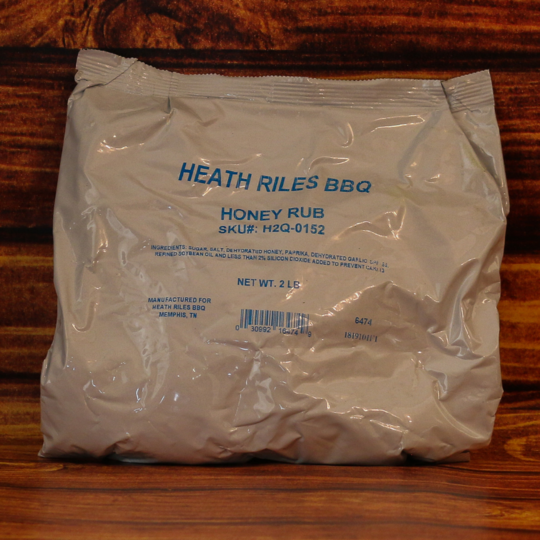 HEATH RILES BBQ
HONEY RUB
SKU#: H2Q-0152
INGREDIENTS: SUGAR, SALT, DEHYDRATED HONEY, PAPRIKA, DEHYDRATED GARLIC,
REFINED SOYBEAN OIL AND LESS THAN 2% SILICON DIOXIDE ADDED TO PREVENT CAKING
NET WT. 2 LB
MANUFACTURED FOR
HEATH RILES BBQ
MEMPHIS, TN
6474